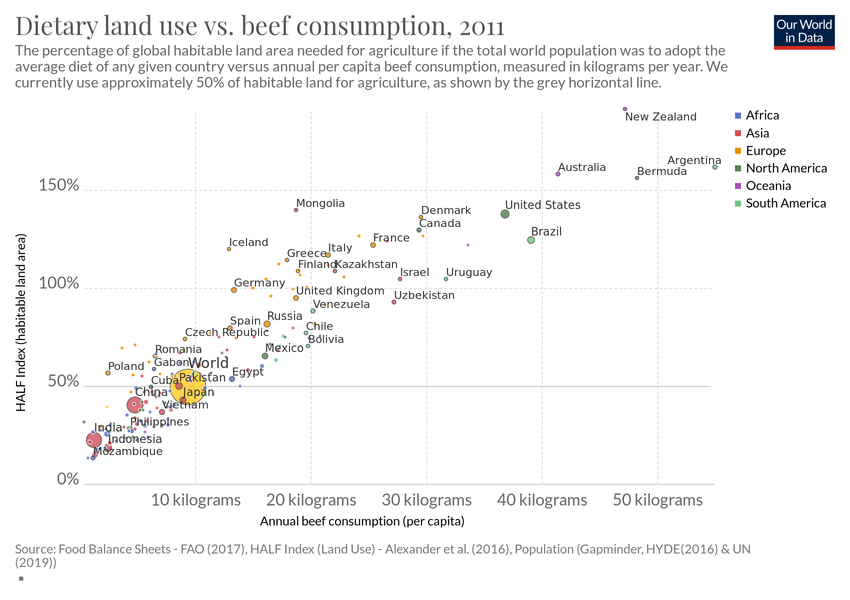 Dietary land use vs. beef consumption, 2011
Our World
in Data
The percentage of global habitable land area needed for agriculture if the total world population was to adopt the
average diet of any given country versus annual per capita beef consumption, measured in kilograms per year. We
currently use approximately 50% of habitable land for agriculture, as shown by the grey horizontal line.
New Zealand
Africa
Asia
Europe
North America
Oceania
South America
Argentina
Australia
Bermuda
150%
Mongolia
United States
Denmark
Canada
Brazil
Iceland
France
Italy
Greece
Finland
Kazakhstan
Israel
Uruguay
100%
Germany
United Kingdom
Uzbekistan
Venezuela
Russia
Spain
Chile
Czech Republic
Bolivia
Mexico
Romania
Gabon
World
Poland
Egypt
50%
Cuba
Pakistan
China
Japan
Vietnam
Philippines
India
Indonesia
Mozambique
0%
HALF Index (habitable land area)
10 kilograms
20 kilograms
30 kilograms
40 kilograms
50 kilograms
Annual beef consumption (per capita)
Source: Food Balance Sheets - FAO (2017), HALF Index (Land Use) - Alexander et al. (2016), Population (Gapminder, HYDE(2016) & UN
(2019))